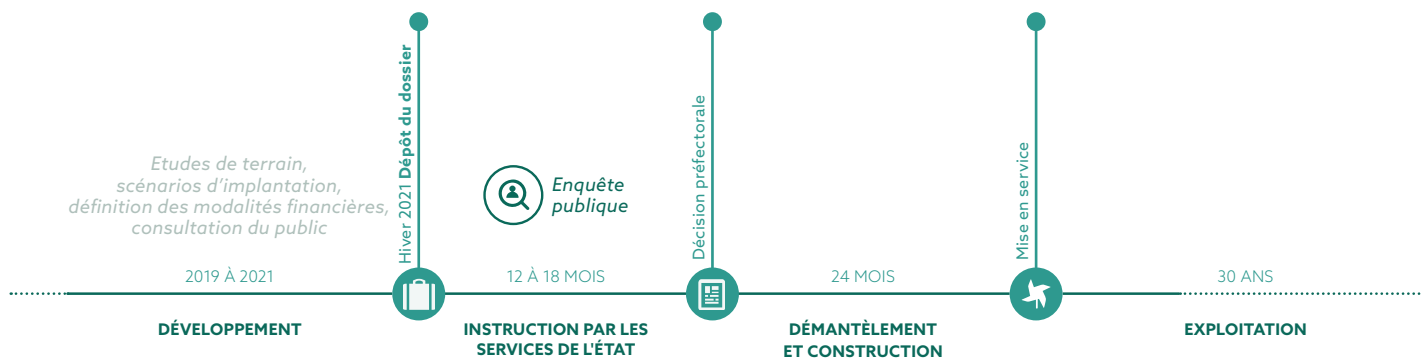 Etudes de terrain,
scénarios d'implantation,
définition des modalités financières,
consultation du public
2019 À 2021
DÉVELOPPEMENT
Hiver 2021 Dépôt du dossier
Enquête
publique
12 À 18 MOIS
INSTRUCTION PAR LES
SERVICES DE L'ÉTAT
Décision préfectorale
24 MOIS
DÉMANTÈLEMENT
ET CONSTRUCTION
Mise en service
30 ANS
EXPLOITATION